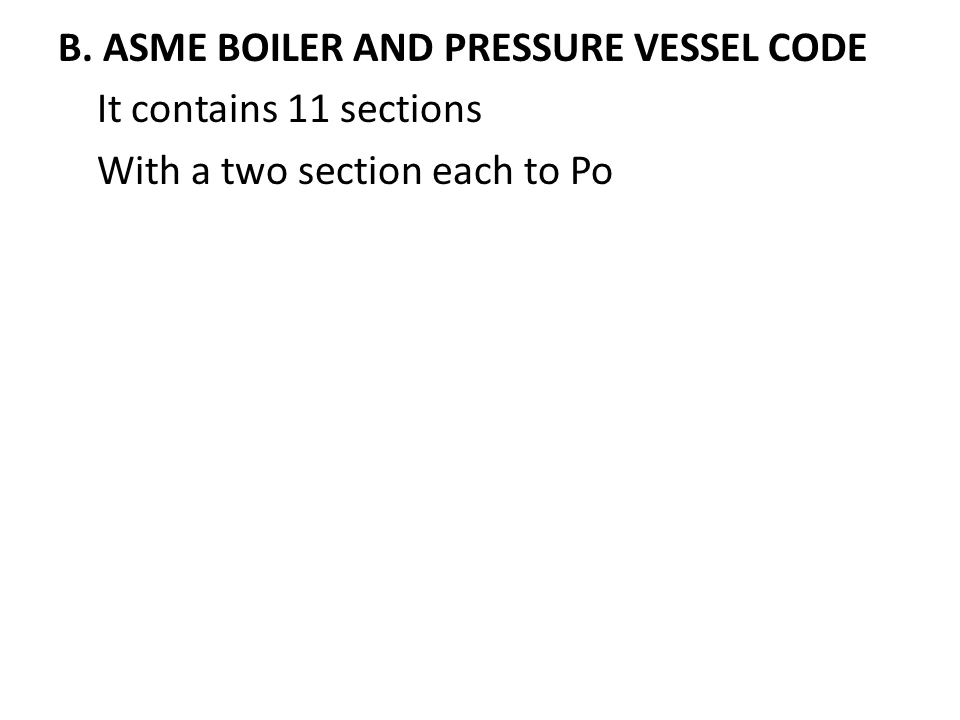 B. ASME BOILER AND PRESSURE VESSEL CODE
It contains 11 sections
With a two section each to Po